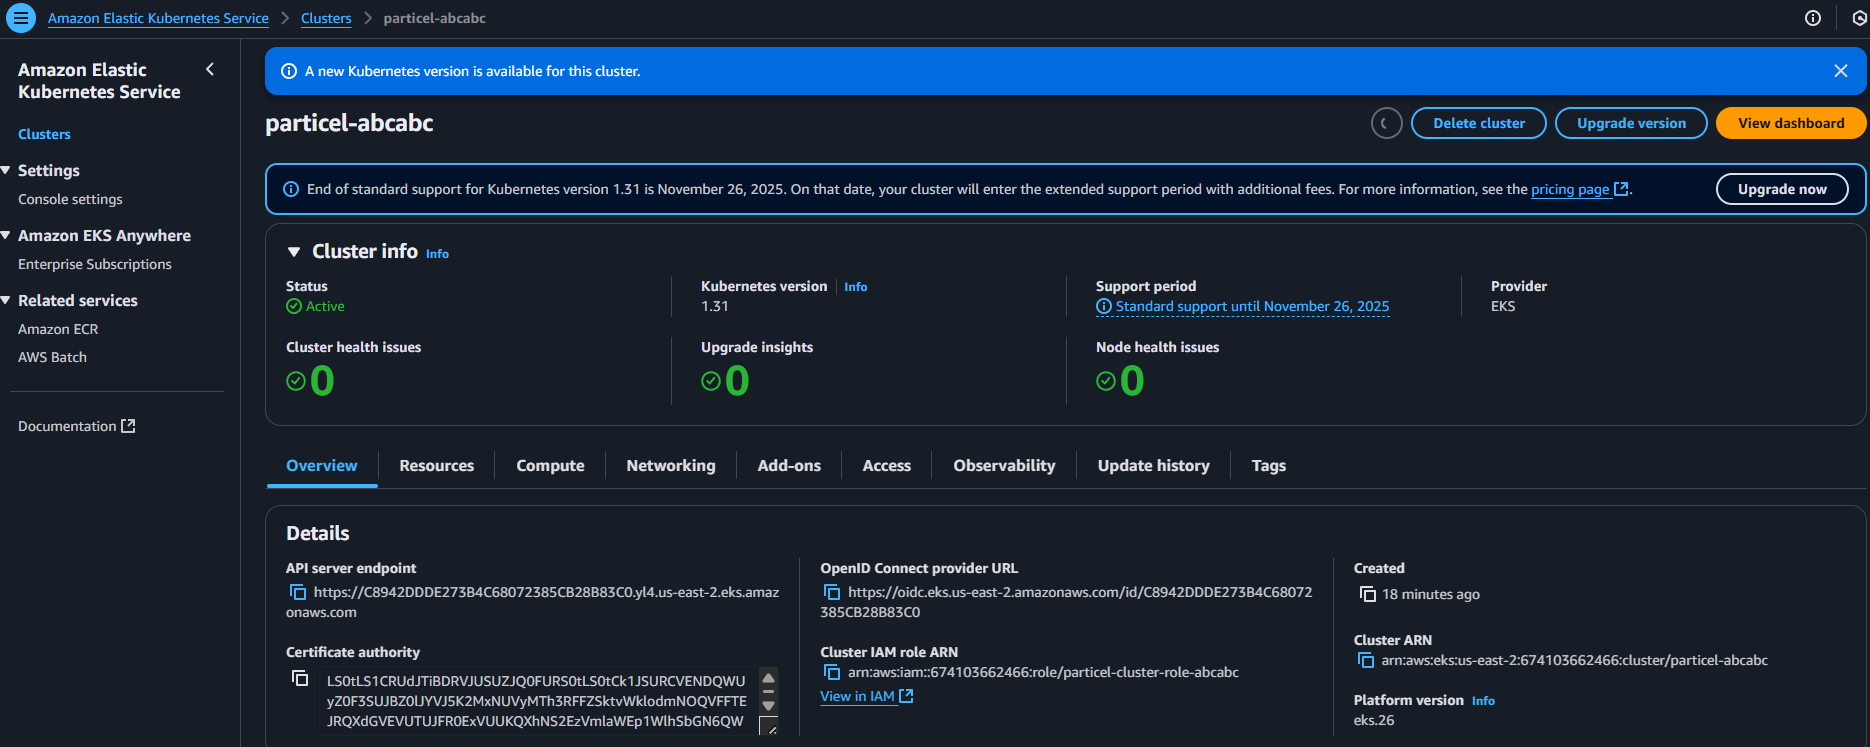 Amazon Elastic Kubernetes Service
Clusters
particel-abcabc
Amazon Elastic
Kubernetes Service
Clusters
Settings
Console settings
Amazon EKS Anywhere
Enterprise Subscriptions
Related services
Amazon ECR
AWS Batch
Documentation
A new Kubernetes version is available for this cluster.
particel-abcabc
Delete cluster
Upgrade version
View dashboard
End of standard support for Kubernetes version 1.31 is November 26, 2025. On that date, your cluster will enter the extended support period with additional fees. For more information, see the pricing page.
Upgrade now
Cluster info Info
Status
Active
Kubernetes version Info
1.31
Support period
Standard support until November 26, 2025
Provider
EKS
Cluster health issues
0
Upgrade insights
0
Node health issues
0
Overview
Resources
Compute
Networking
Add-ons
Access
Observability
Update history
Tags
Details
API server endpoint
https://C8942DDDE273B4C68072385CB28B83C0.yl4.us-east-2.eks.amaz
onaws.com
Certificate authority
LS0tLS1CRUdJTiBDRVJUSUZJQ0FURS0tLS0tCk1JSURCVENDQWU
yZ0F3SUJBZ0lJYVJ5K2MxNUVyMTh3RFFZSktvWklodmNOQVFFTE
JRQXdGVEVUTUJFR0ExVUUKQXhNS2EzVmlaWEp1WlhSbGN6QW
OpenID Connect provider URL
https://oidc.eks.us-east-2.amazonaws.com/id/C8942DDDE273B4C68072
385CB28B83C0
Cluster IAM role ARN
arn:aws:iam::674103662466:role/particel-cluster-role-abcabc
View in IAM
Created
18 minutes ago
Cluster ARN
arn:aws:eks:us-east-2:674103662466:cluster/particel-abcabc
Platform version Info
eks.26